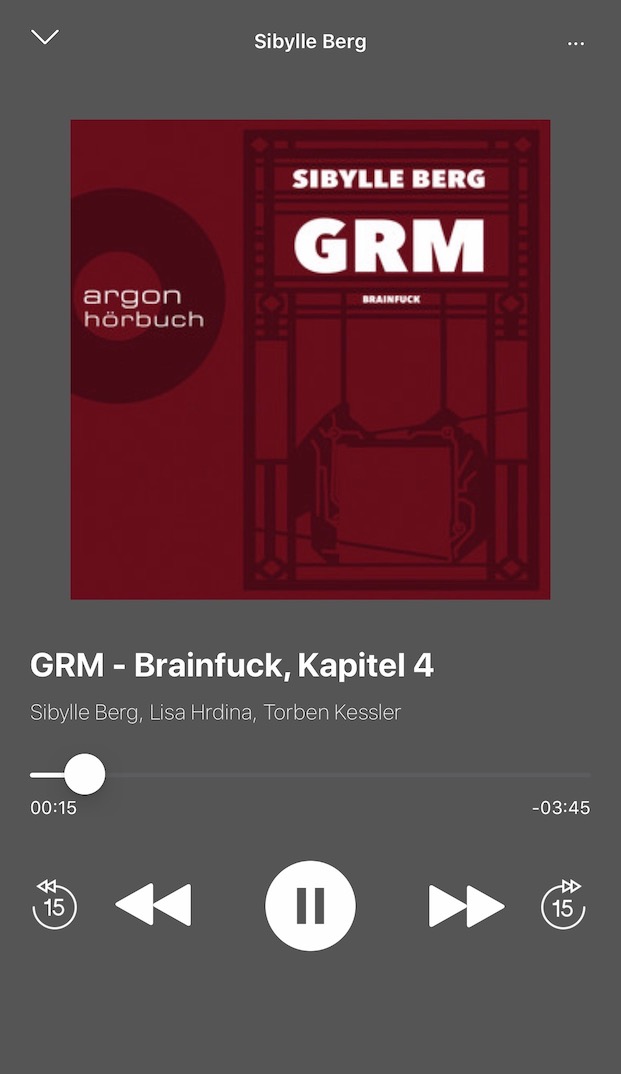 Sibylle Berg
...
SIBYLLE BERG
GRM
BRAINFUCK
argon
hörbuch
GRM - Brainfuck, Kapitel 4
Sibylle Berg, Lisa Hrdina, Torben Kessler
00:15
-03:45
15
15